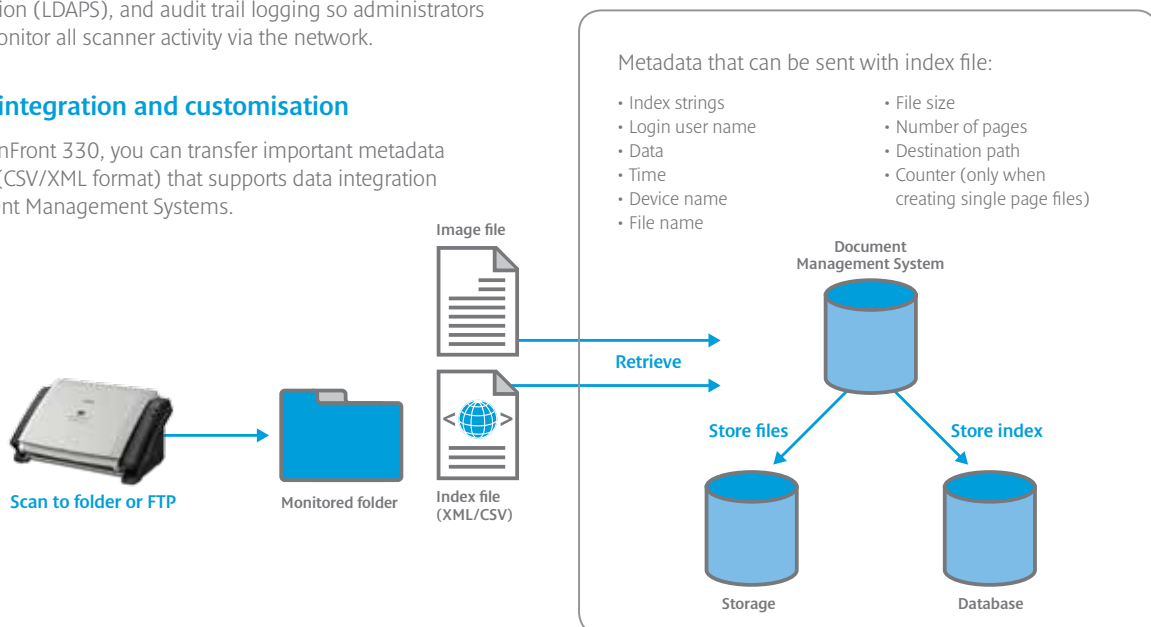 ion (LDAPS), and audit trail logging so administrators
onitor all scanner activity via the network.
integration and customisation
nFront 330, you can transfer important metadata
(CSV/XML format) that supports data integration
ent Management Systems.
Metadata that can be sent with index file:
• Index strings
• Login user name
• Data
• Time
• Device name
• File name
• File size
• Number of pages
• Destination path
• Counter (only when
creating single page files)
Image file
Document
Management System
Retrieve
Store files
Store index
Scan to folder or FTP
Monitored folder
Index file
(XML/CSV)
Storage
Database